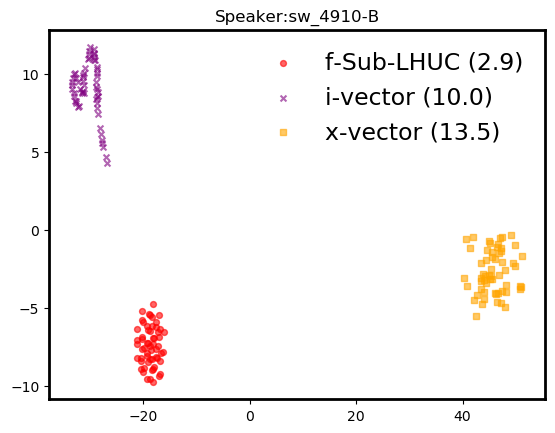 Speaker:sw_4910-B
f-Sub-LHUC (2.9)
i-vector (10.0)
x-vector (13.5)
10
5
0
−5
−10
−20 0 20 40